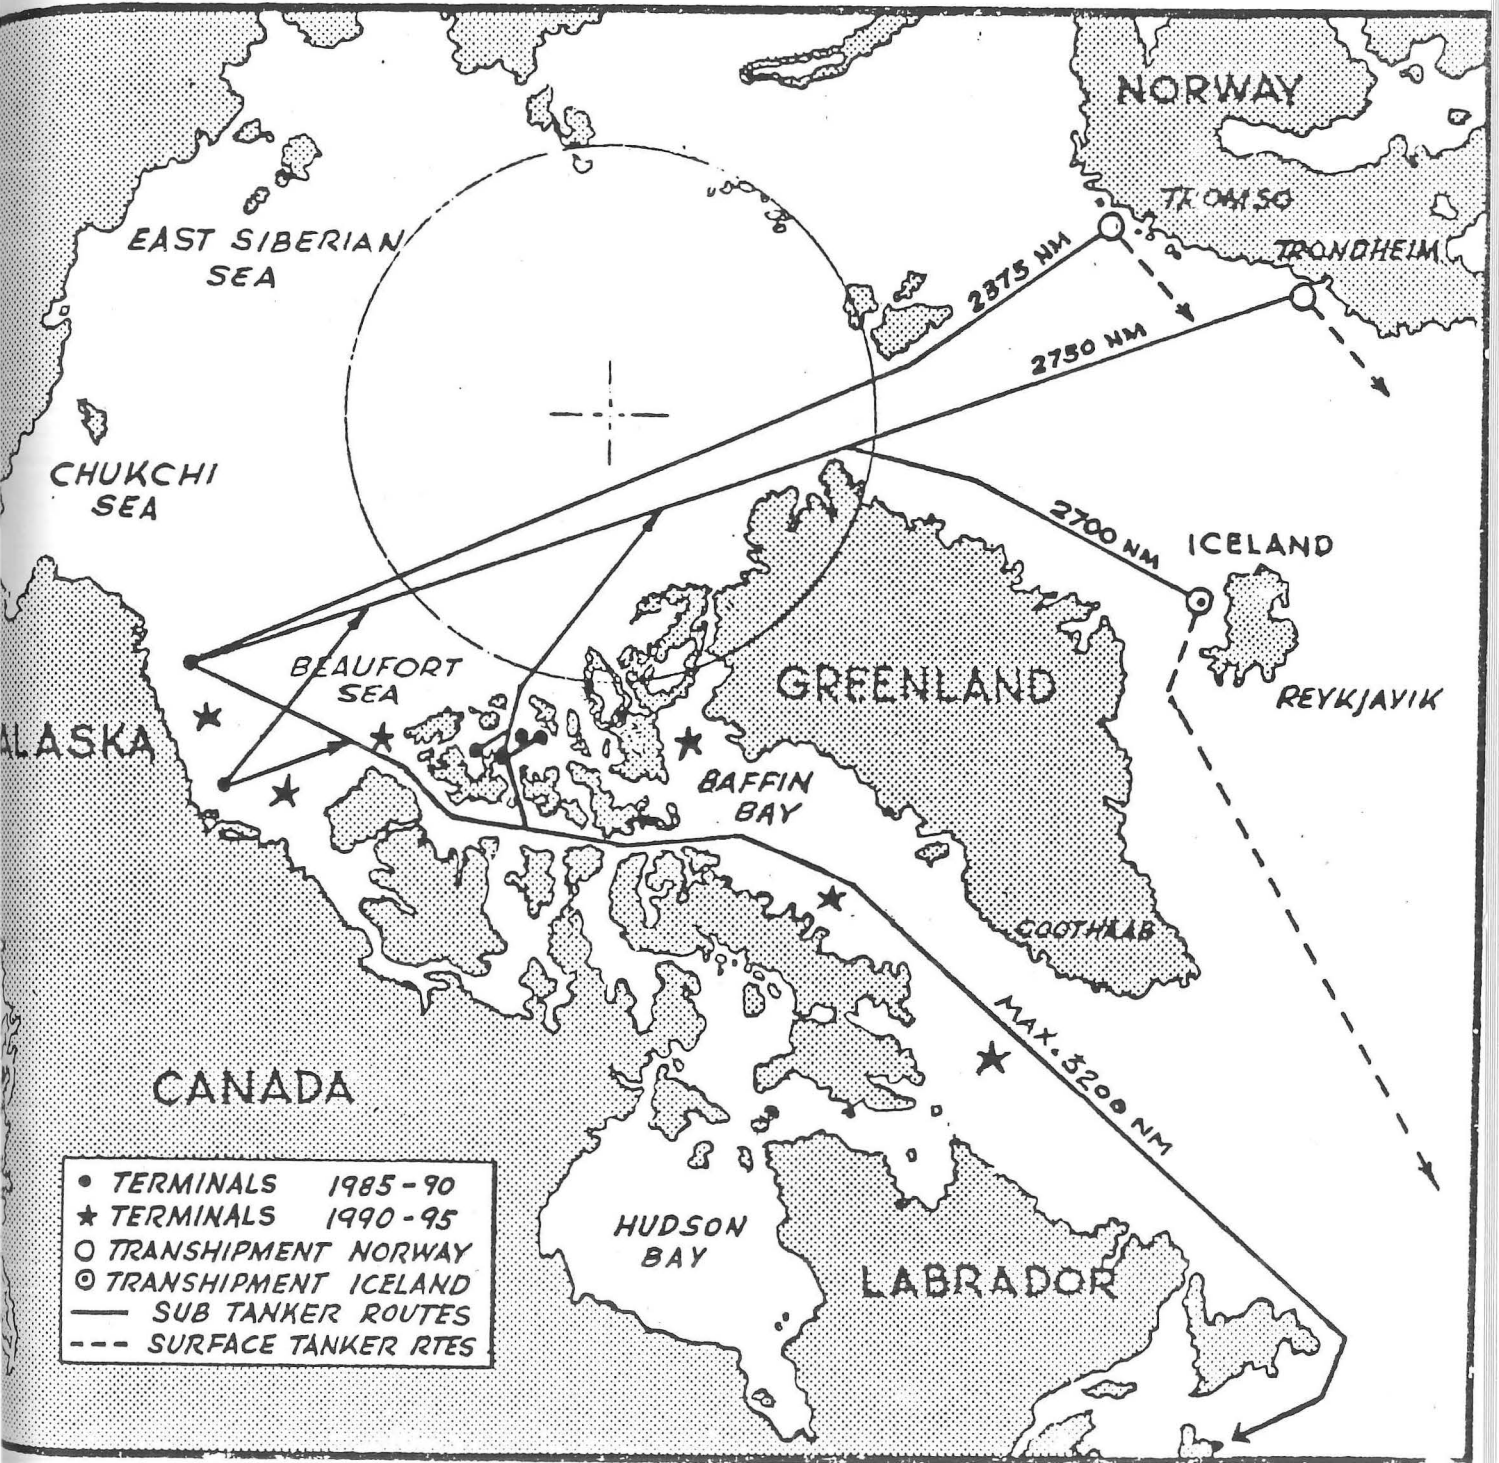 NORWAY
TROMSO
TRONDHEIM
EAST SIBERIAN
SEA
2375 NM
2750 NM
CHUKCHI
SEA
2700 NM
ICELAND
REYKJAVIK
BEAUFORT
SEA
GREENLAND
ALASKA
BAFFIN
BAY
GOOTHAAB
MAX. 3200 NM
CANADA
HUDSON
BAY
LABRADOR
• TERMINALS 1985-90
★ TERMINALS 1990-95
○ TRANSHIPMENT NORWAY
⊙ TRANSHIPMENT ICELAND
—— SUB TANKER ROUTES
--- SURFACE TANKER RTES